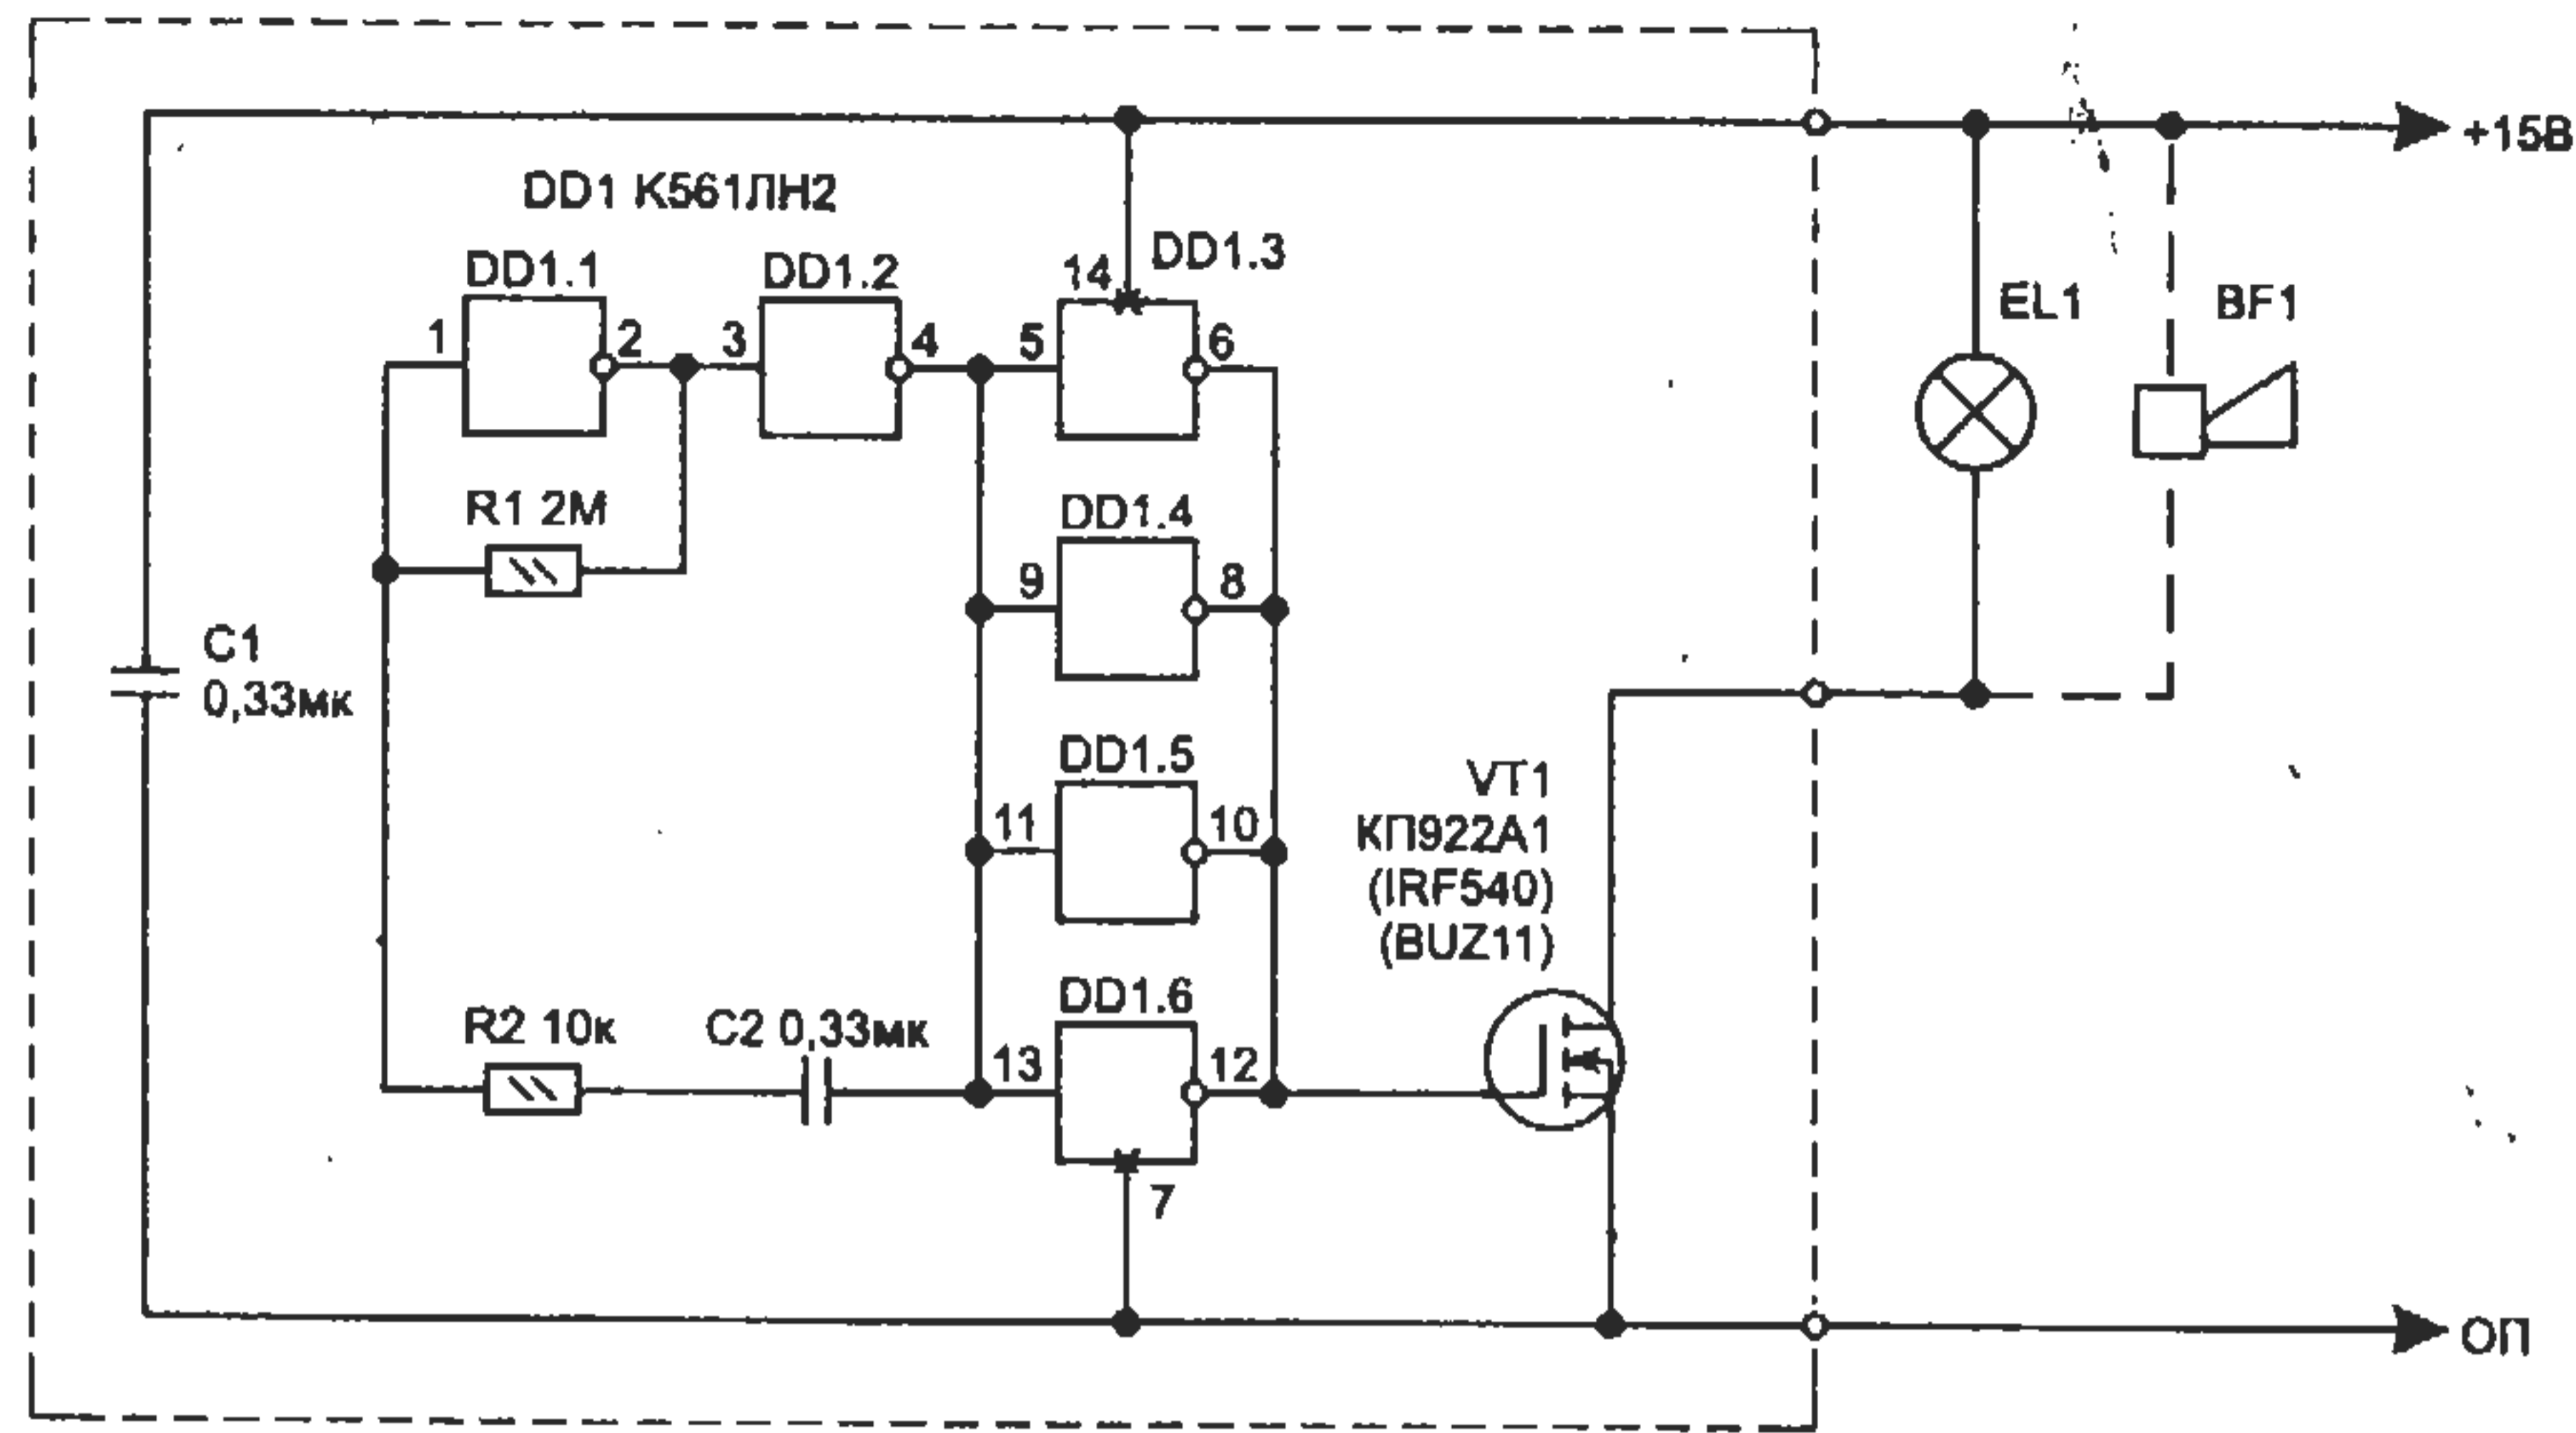 +15В
DD1 К561ЛН2
DD1.1
DD1.2
14
DD1.3
1
2
3
4
5
6
EL1
BF1
R1 2М
DD1.4
9
8
C1
0,33мк
DD1.5
11
10
VT1
КП922А1
(IRF540)
(BUZ11)
DD1.6
R2 10к
C2 0,33мк
13
12
7
ОП